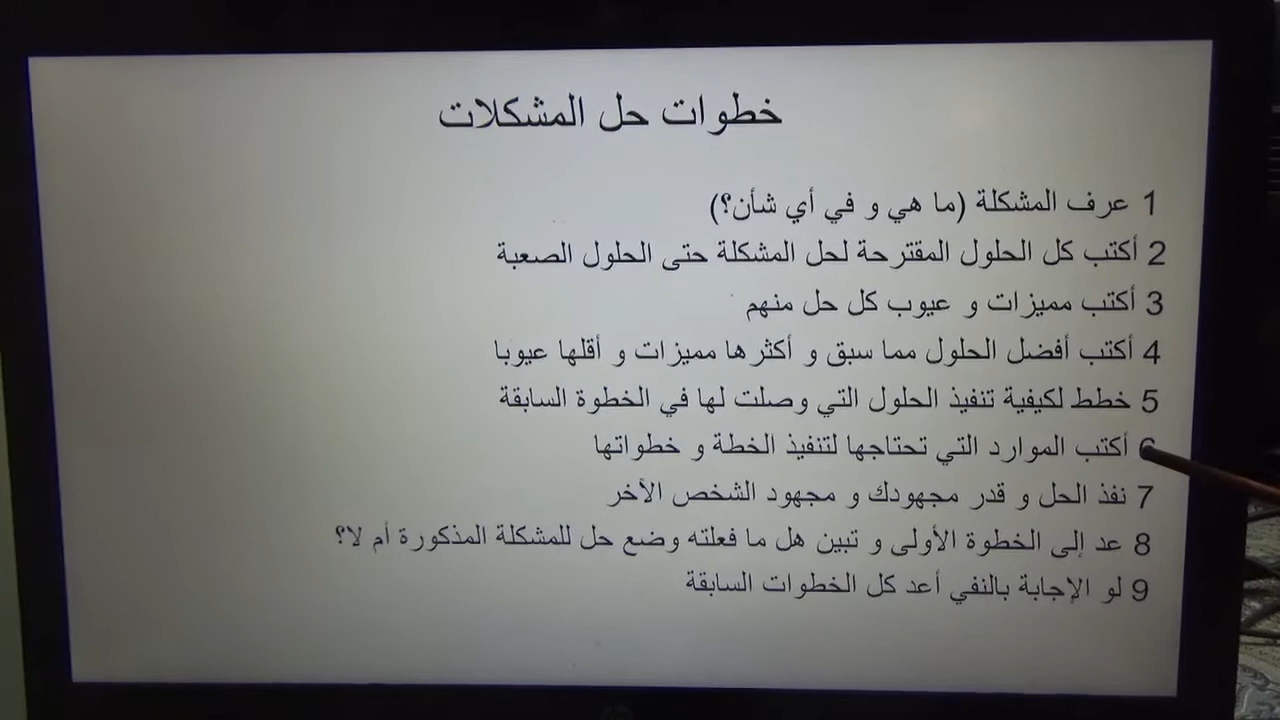 خطوات حل المشكلات
1 عرف المشكلة (ما هي و في أي شأن؟)
2 أكتب كل الحلول المقترحة لحل المشكلة حتى الحلول الصعبة
3 أكتب مميزات و عيوب كل حل منهم
4 أكتب أفضل الحلول مما سبق و أكثرها مميزات و أقلها عيوبا
5 خطط لكيفية تنفيذ الحلول التي وصلت لها في الخطوة السابقة
6 أكتب الموارد التي تحتاجها لتنفيذ الخطة و خطواتها
7 نفذ الحل و قدر مجهودك و مجهود الشخص الأخر
8 عد إلى الخطوة الأولى و تبين هل ما فعلته وضع حل للمشكلة المذكورة أم لا؟
9 لو الإجابة بالنفي أعد كل الخطوات السابقة